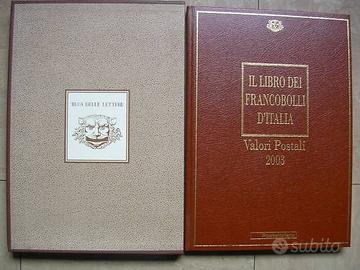 BUCA DELLE LETTERE
IL LIBRO DEI
FRANCOBOLLI
D'ITALIA
Valori Postali
2003
subito